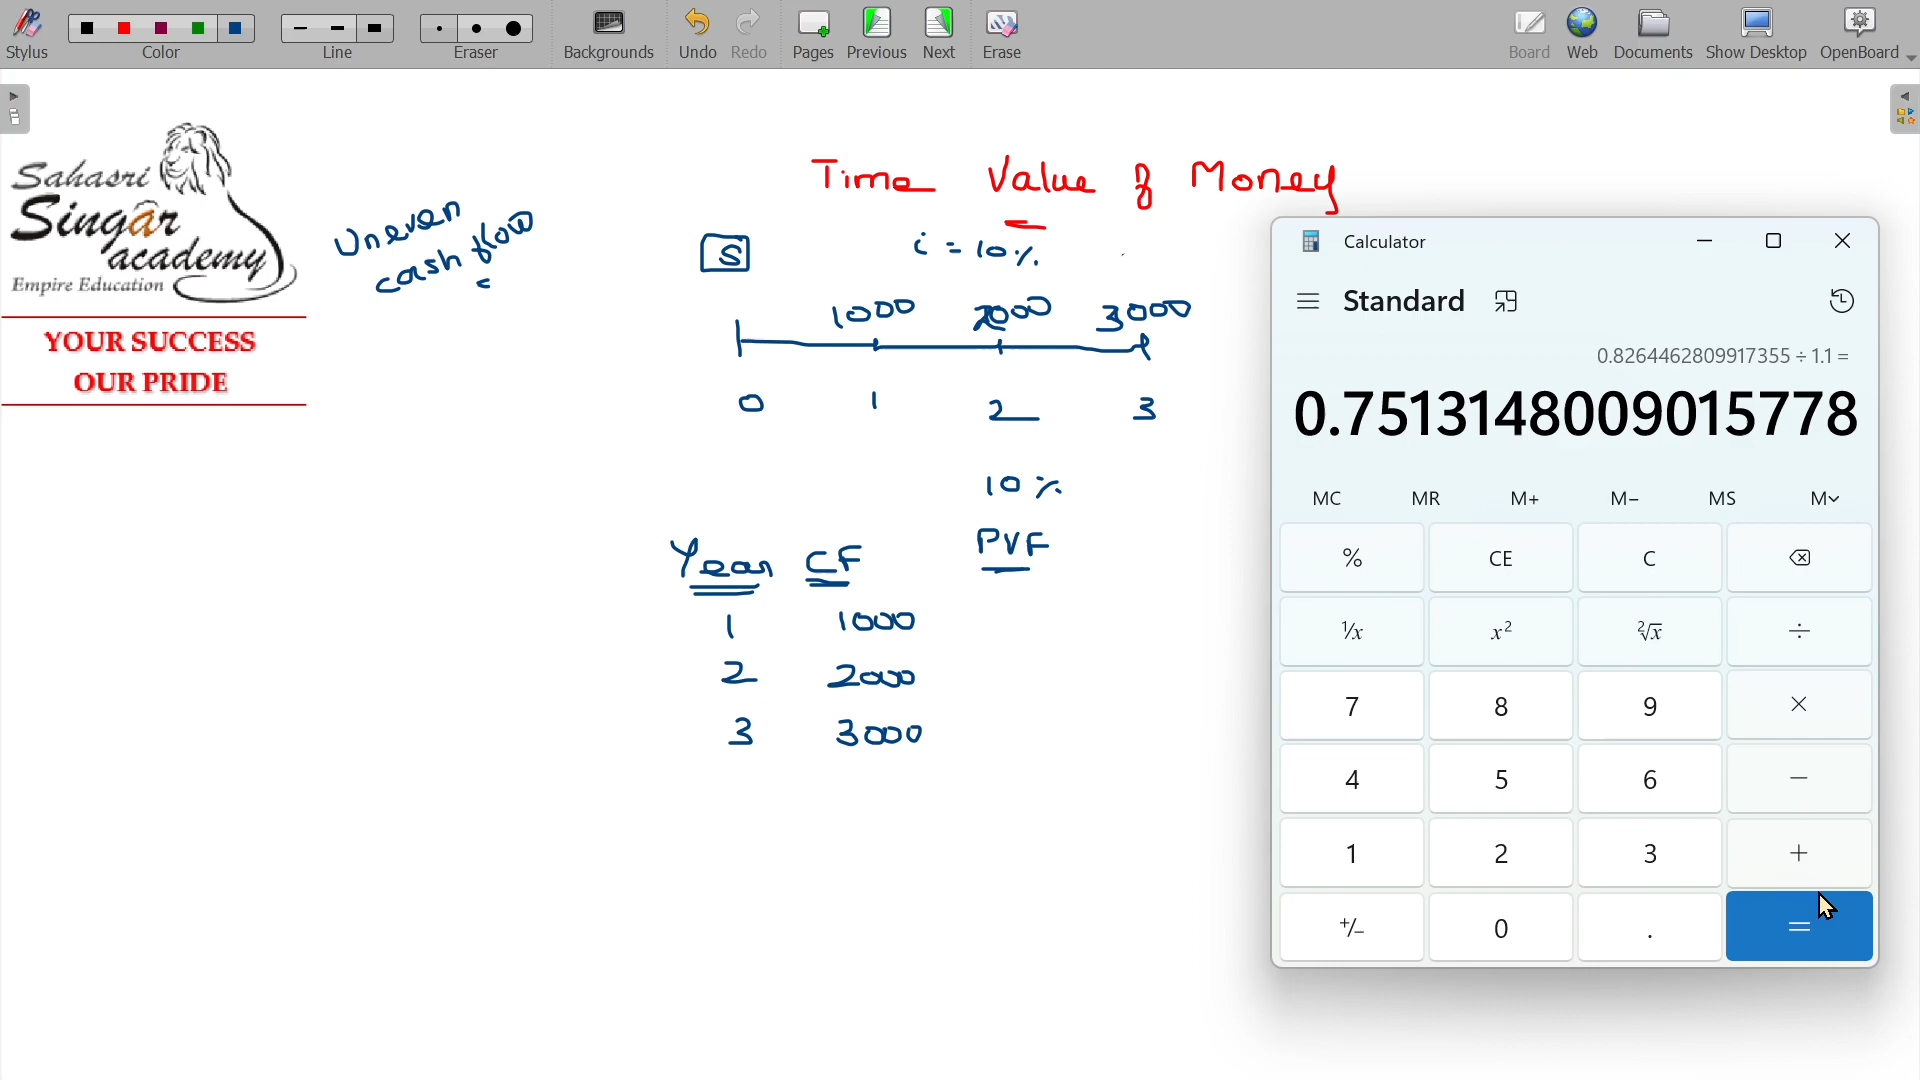 Stylus
Color
Line
Eraser
Backgrounds
Undo
Redo
Pages
Previous
Next
Erase
Board
Web
Documents
Show Desktop
OpenBoard
Sahasri
Singar
academy
Empire Education
YOUR SUCCESS
OUR PRIDE
Uneven
cash flow
Time Value of Money
S
i = 10%
1000 2000 3000
0 1 2 3
10%
Year CF PVF
1 1000
2 2000
3 3000
Calculator
Standard
0.8264462809917355 ÷ 1.1 =
0.7513148009015778
MC MR M+ M− MS M
% CE C
1/x x² ²√x ÷
7 8 9 ×
4 5 6 −
1 2 3 +
+/− 0 . =